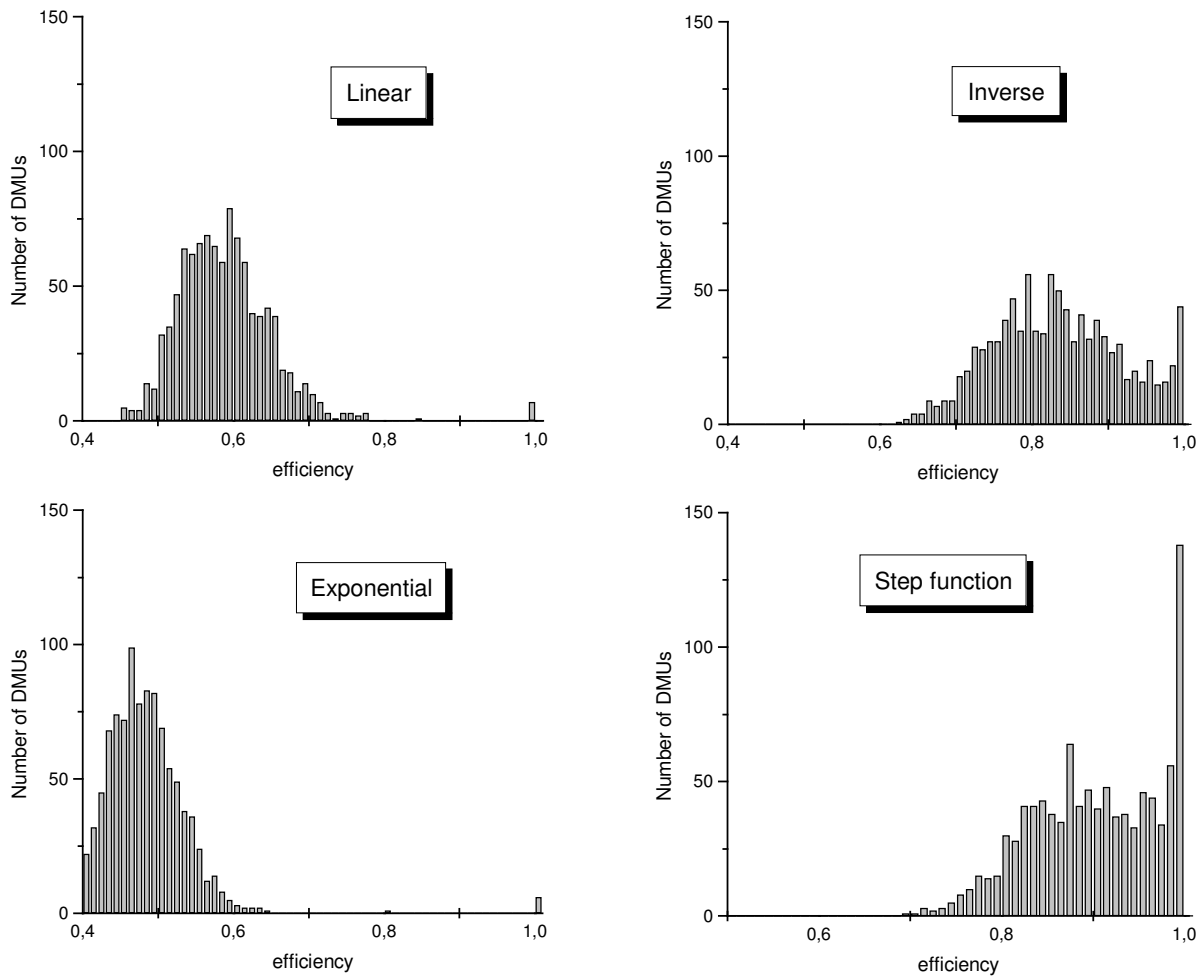 150
100
50
0
Number of DMUs
Linear
0,4
0,6
0,8
1,0
efficiency
150
100
50
0
Number of DMUs
Inverse
0,4
0,6
0,8
1,0
efficiency
150
100
50
0
Number of DMUs
Exponential
0,4
0,6
0,8
1,0
efficiency
150
100
50
0
Number of DMUs
Step function
0,6
0,8
1,0
efficiency